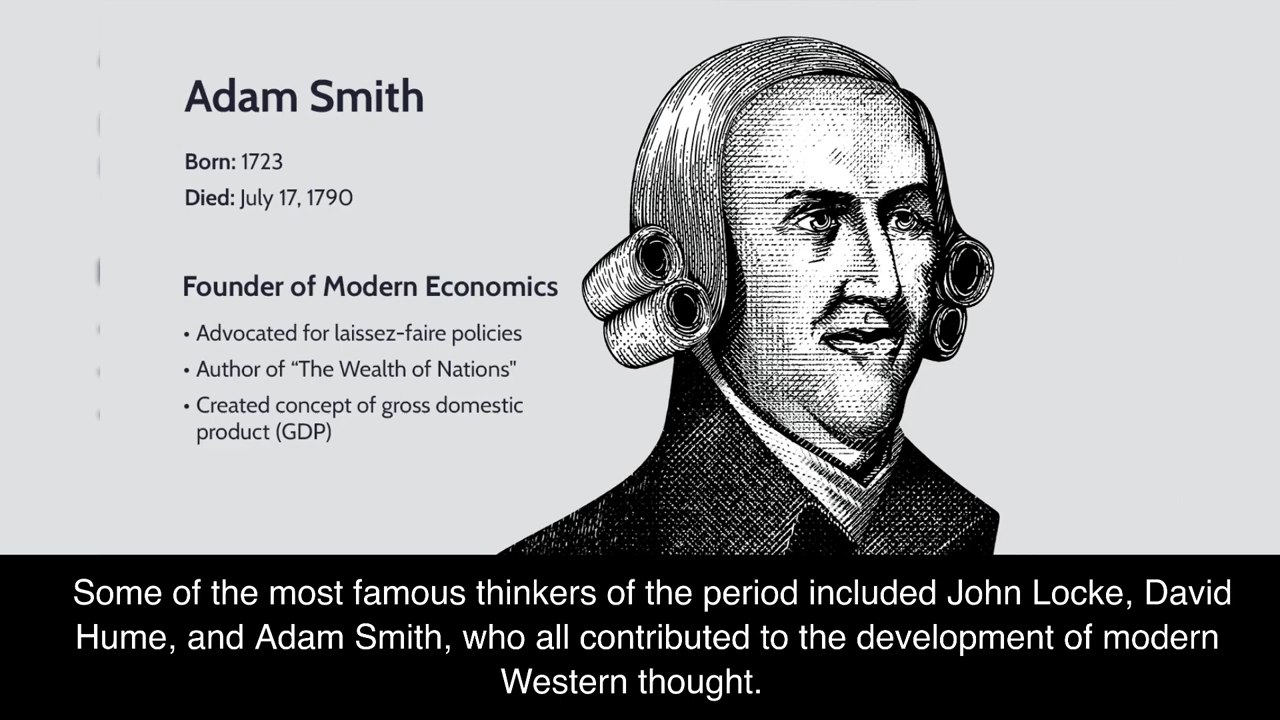 Adam Smith
Born: 1723
Died: July 17, 1790
Founder of Modern Economics
• Advocated for laissez-faire policies
• Author of “The Wealth of Nations"
• Created concept of gross domestic
product (GDP)
Some of the most famous thinkers of the period included John Locke, David
Hume, and Adam Smith, who all contributed to the development of modern
Western thought.